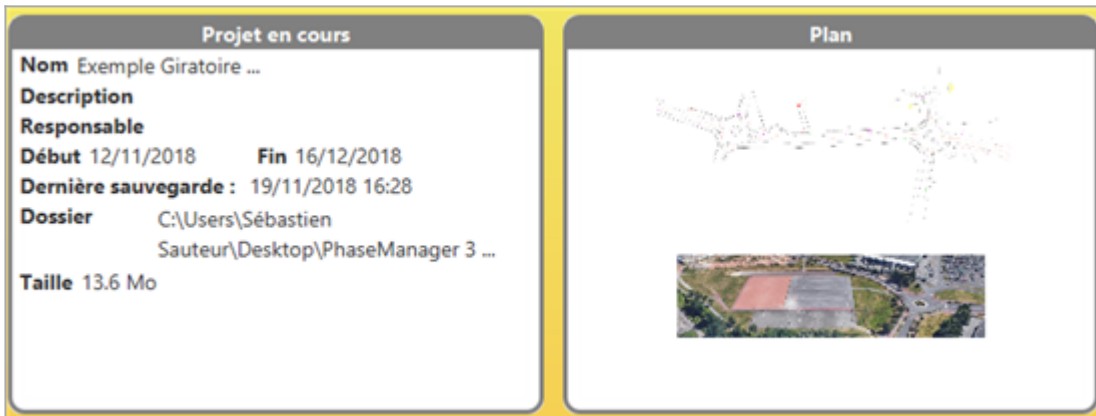 Projet en cours
Nom Exemple Giratoire ...
Description
Responsable
Début 12/11/2018 Fin 16/12/2018
Dernière sauvegarde : 19/11/2018 16:28
Dossier C:\Users\Sébastien
Sauteur\Desktop\PhaseManager 3 ...
Taille 13.6 Mo
Plan